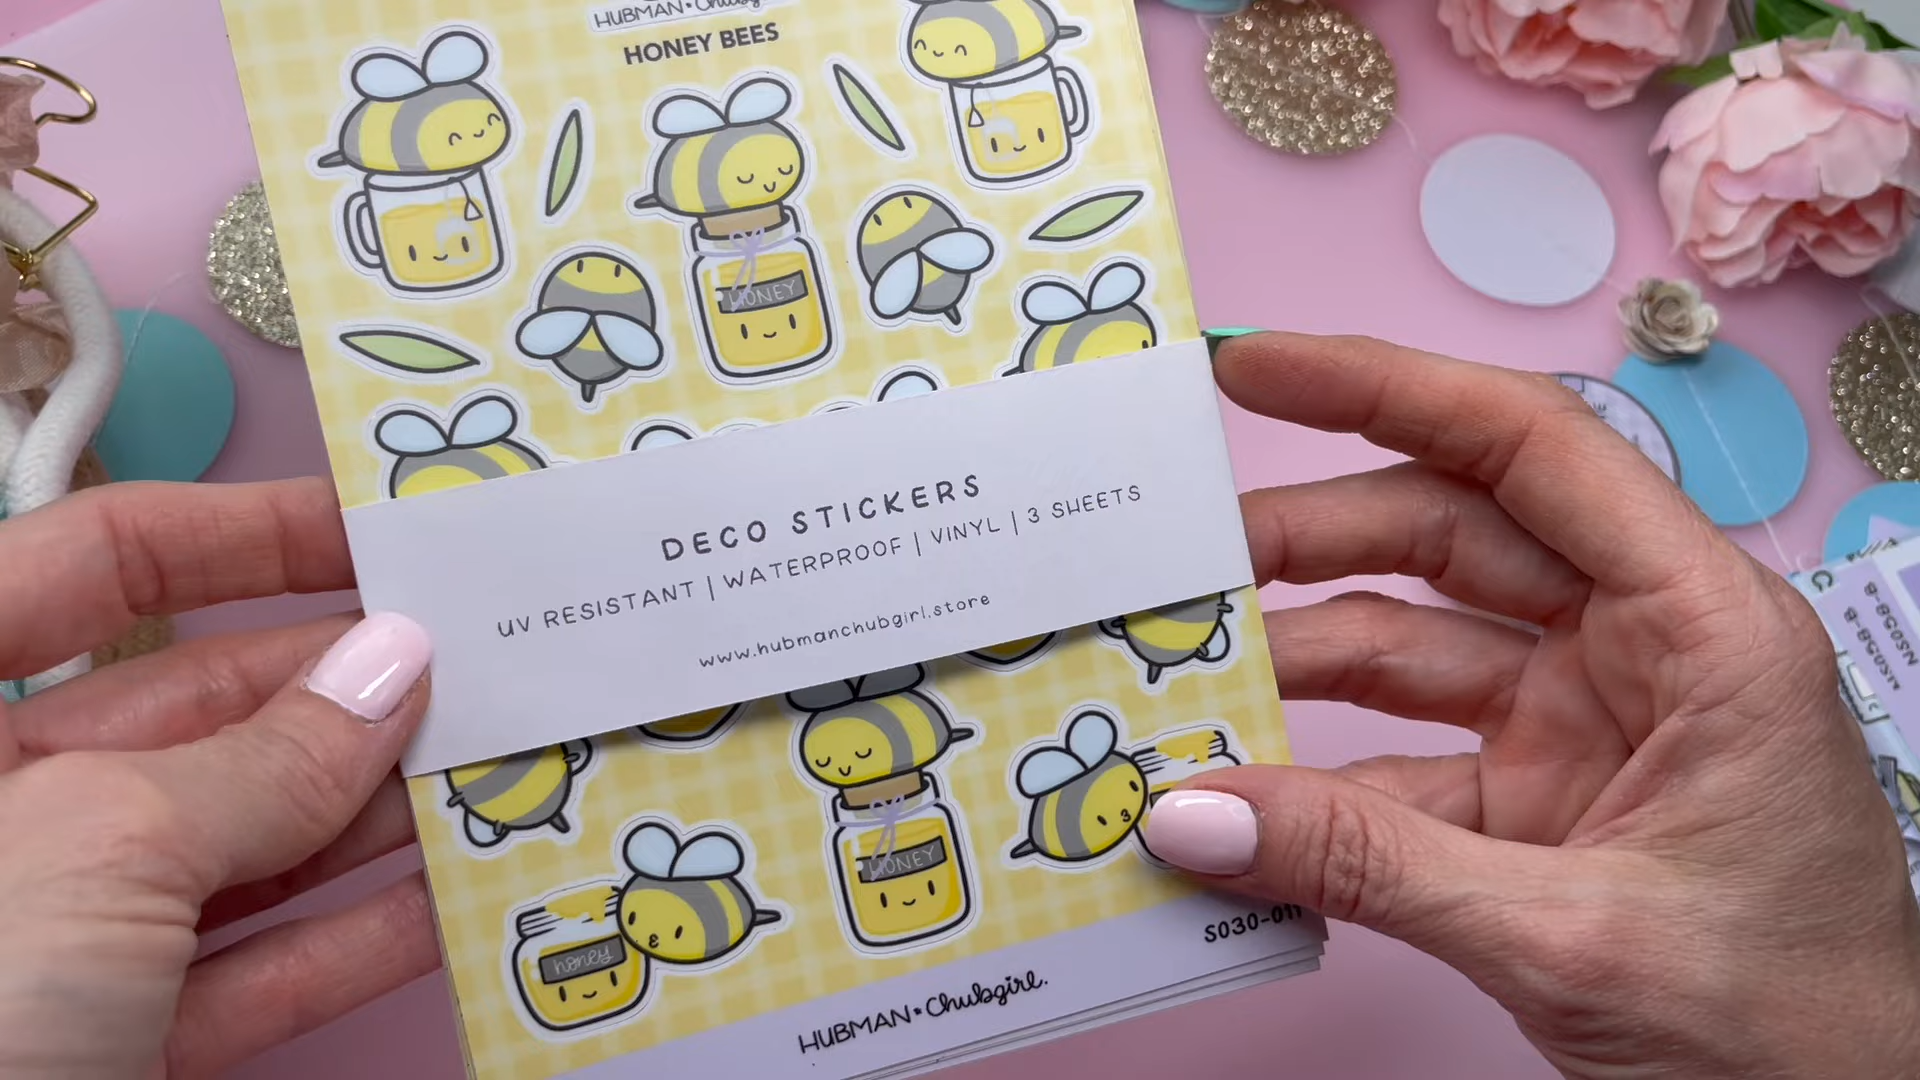 HUBMAN • Chubgirl
HONEY BEES
HONEY
DECO STICKERS
UV RESISTANT | WATERPROOF | VINYL | 3 SHEETS
www.hubmanchubgirl.store
HONEY
honey
S030-011
HUBMAN • Chubgirl.